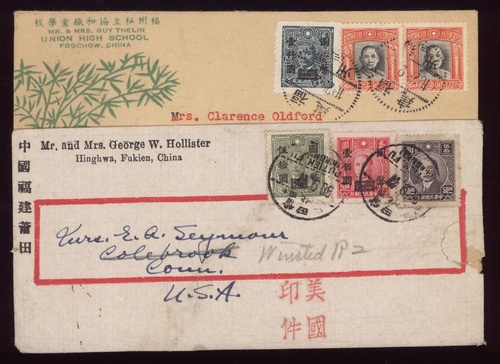 福州私立協和職業學校
MR. & MRS. GUY THELIN
UNION HIGH SCHOOL
FOOCHOW, CHINA
Mrs. Clarence Oldford
Mr. and Mrs. George W. Hollister
Hinghwa, Fukien, China
中國福建莆田
Mrs. E. A. Seymour
Colebrook Winsted R2
Conn.
U.S.A.
美國
印件